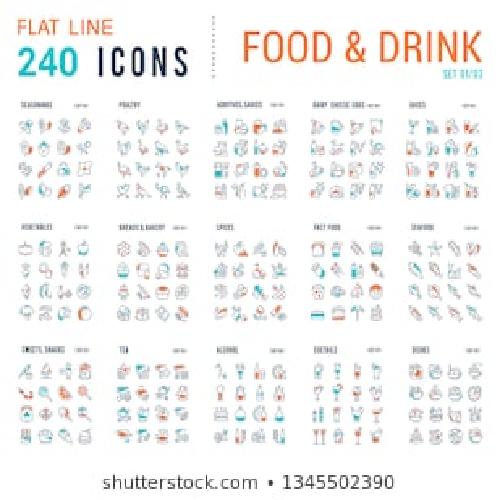 FLAT LINE
240 ICONS
FOOD & DRINK
SET 01/03
SEASONINGS
POULTRY
ADDITIVES, SAUCES
DAIRY CHEESE EGGS
JUICES
VEGETABLES
BREADS & BAKERY
SPICES
FAST FOOD
SEAFOOD
SWEETS, SNACKS
TEA
ALCOHOL
COCTAILS
DISHES
shutterstock.com • 1345502390